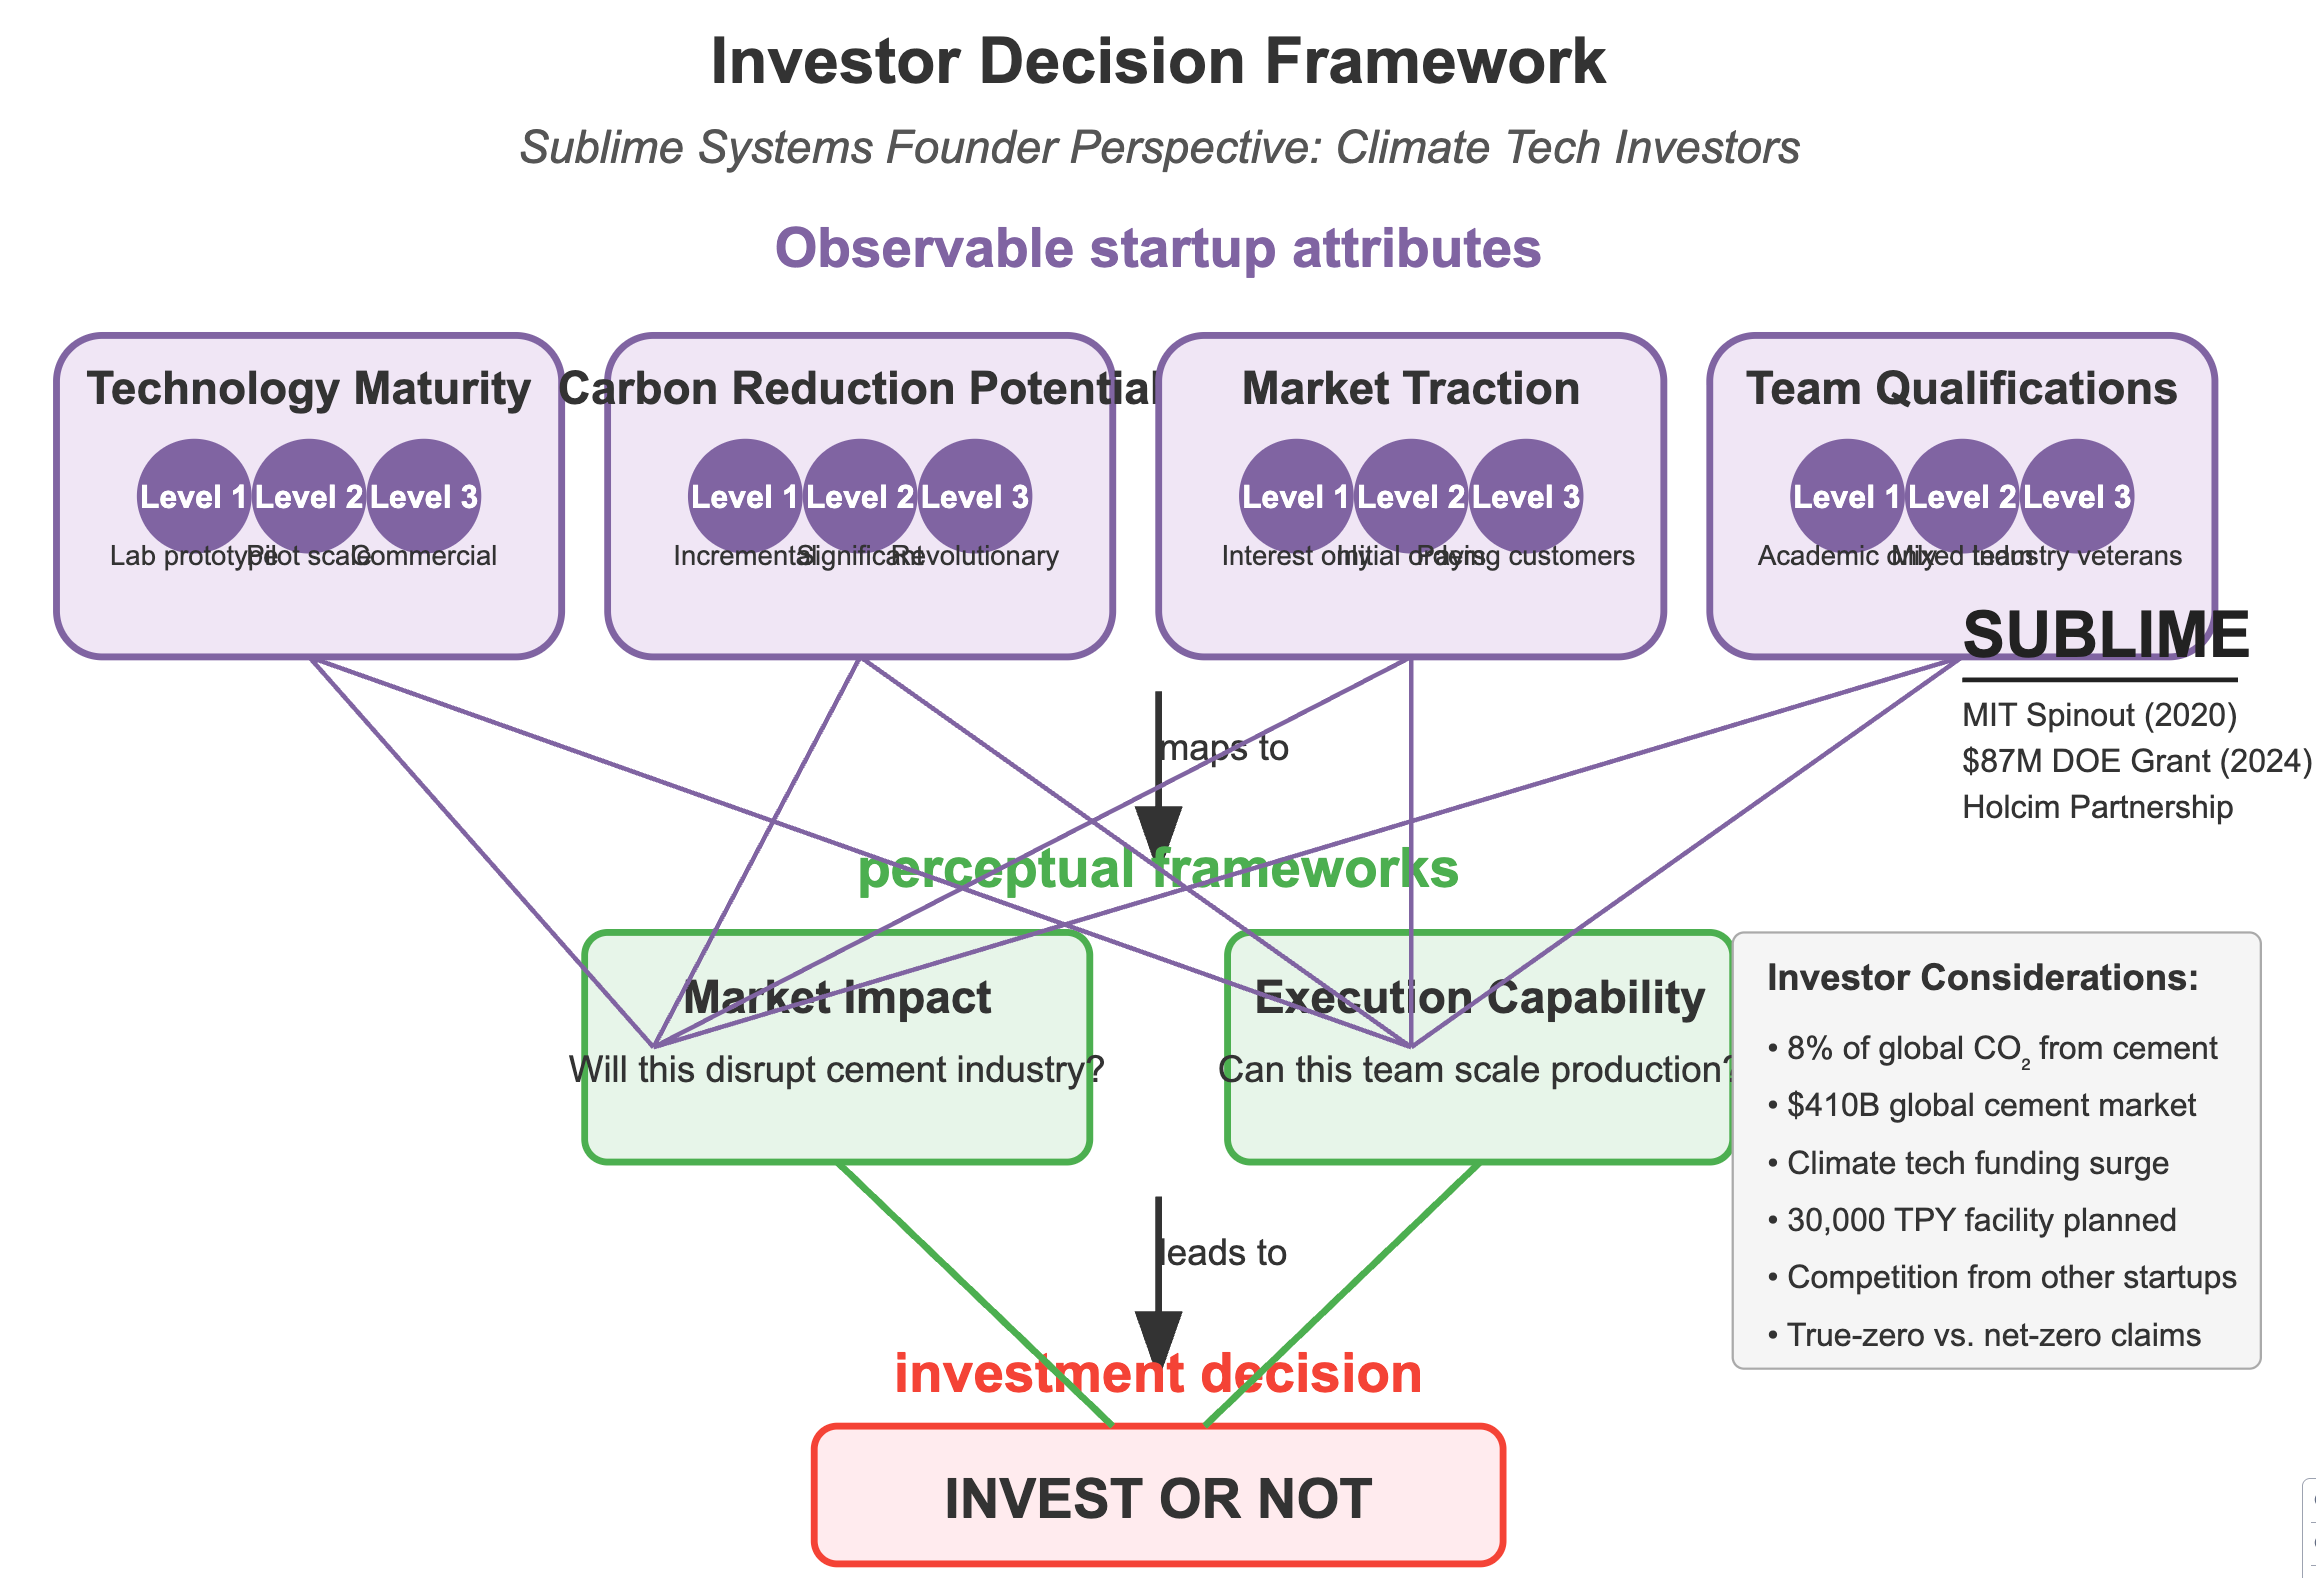 Investor Decision Framework
Sublime Systems Founder Perspective: Climate Tech Investors
Observable startup attributes
Technology Maturity
Level 1 Level 2 Level 3
Lab prototype Pilot scale Commercial
Carbon Reduction Potential
Level 1 Level 2 Level 3
Incremental Significant Revolutionary
Market Traction
Level 1 Level 2 Level 3
Interest only Initial orders Paying customers
Team Qualifications
Level 1 Level 2 Level 3
Academic only Mixed team Industry veterans
SUBLIME
MIT Spinout (2020)
$87M DOE Grant (2024)
Holcim Partnership
maps to
perceptual frameworks
Market Impact
Will this disrupt cement industry?
Execution Capability
Can this team scale production?
Investor Considerations:
• 8% of global CO₂ from cement
• $410B global cement market
• Climate tech funding surge
• 30,000 TPY facility planned
• Competition from other startups
• True-zero vs. net-zero claims
leads to
investment decision
INVEST OR NOT